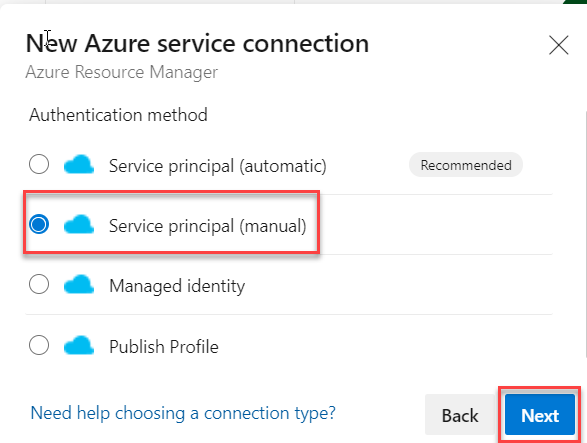 New Azure service connection
Azure Resource Manager
Authentication method
Service principal (automatic)
Recommended
Service principal (manual)
Managed identity
Publish Profile
Need help choosing a connection type?
Back
Next